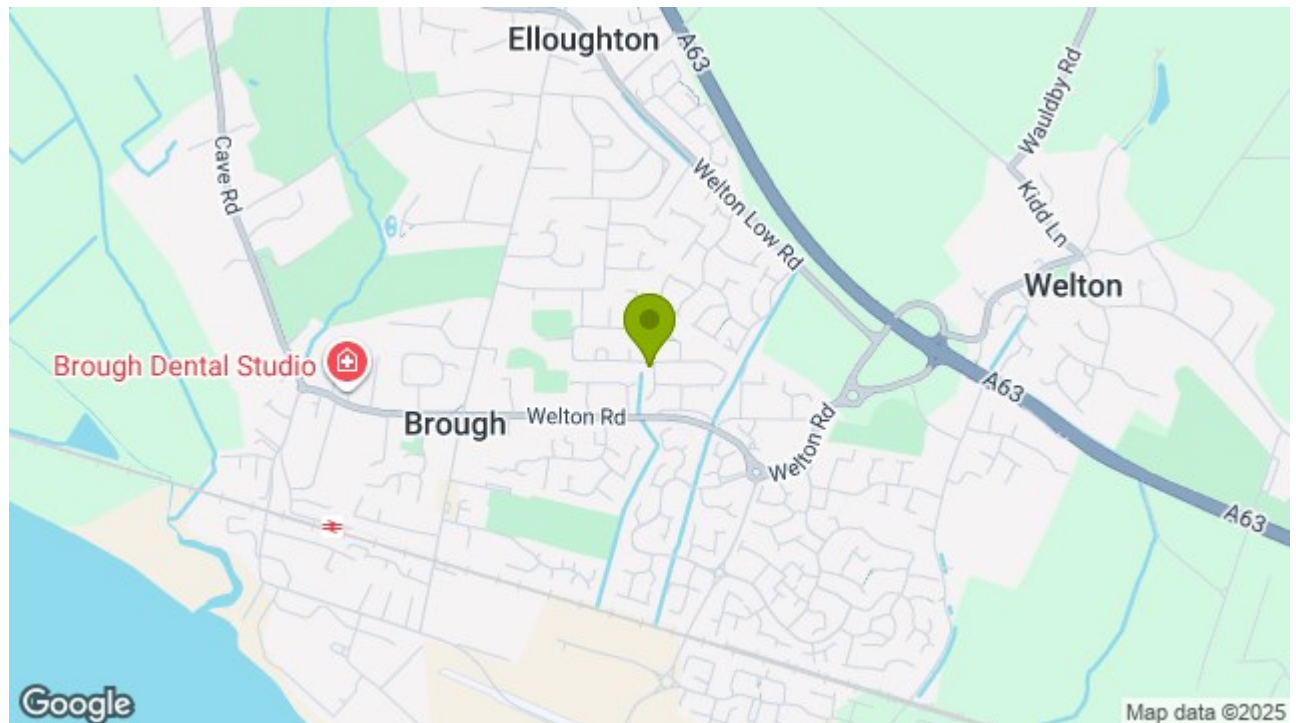 Elloughton
A63
Wauldby Rd
Cave Rd
Welton Low Rd
Kidd Ln
Welton
Brough Dental Studio
A63
Brough
Welton Rd
Welton Rd
A63
Google
Map data ©2025